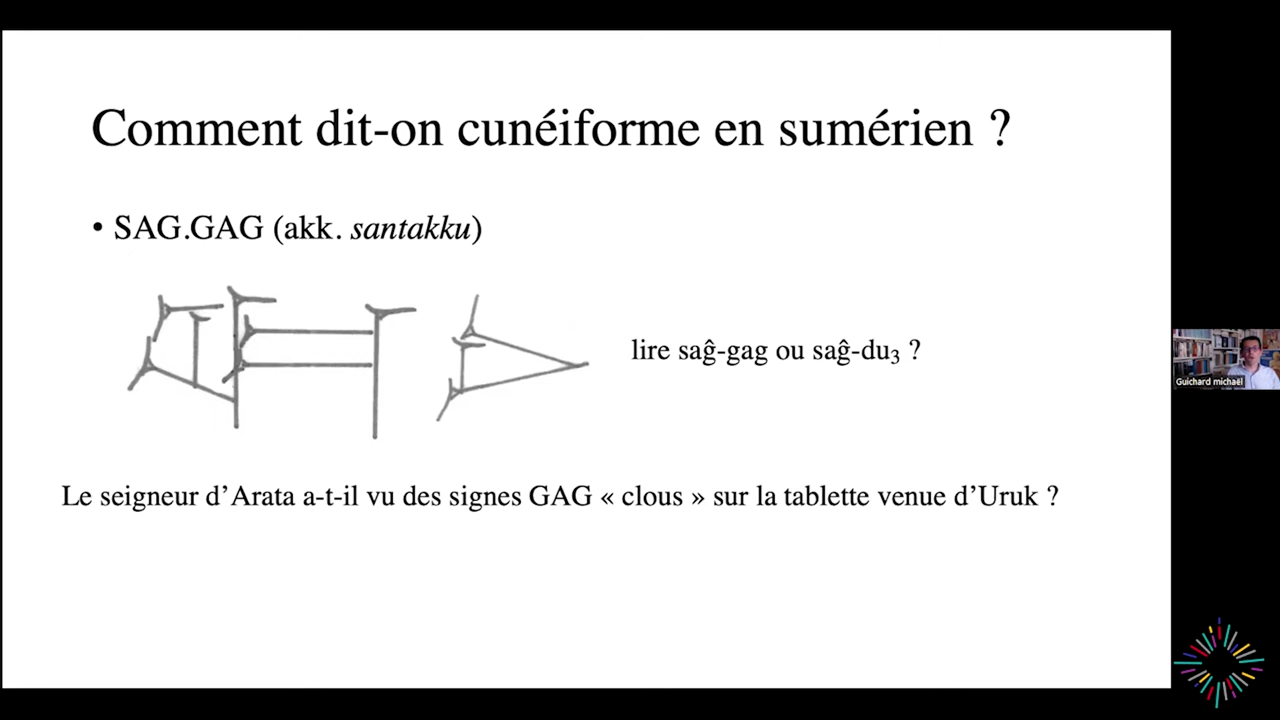 Comment dit-on cunéiforme en sumérien ?
• SAG.GAG (akk. santakku)
lire saĝ-gag ou saĝ-du₃ ?
Le seigneur d’Arata a-t-il vu des signes GAG « clous » sur la tablette venue d’Uruk ?
Guichard michaël